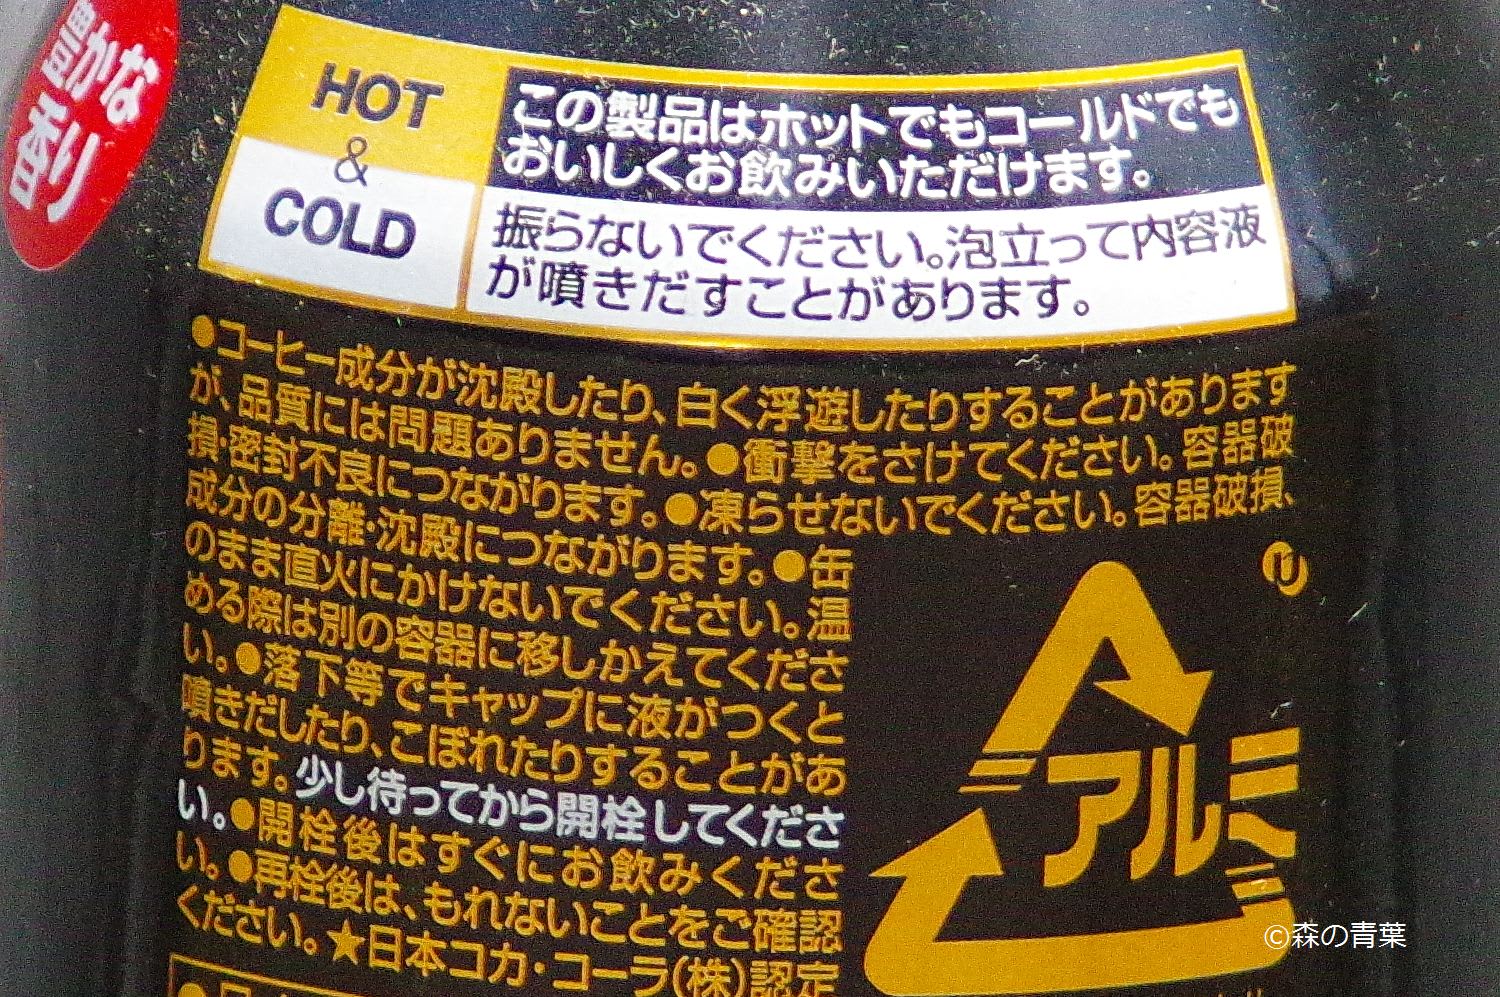 豊かな
香り
HOT
&
COLD
この製品はホットでもコールドでも
おいしくお飲みいただけます。
振らないでください。泡立って内容液
が噴きだすことがあります。
●コーヒー成分が沈殿したり、白く浮遊したりすることがあります
が、品質には問題ありません。●衝撃をさけてください。容器破
損・密封不良につながります。●凍らせないでください。容器破損、
成分の分離・沈殿につながります。●缶
のまま直火にかけないでください。温
める際は別の容器に移しかえてくださ
い。●落下等でキャップに液がつくと
噴きだしたり、こぼれたりすることがあ
ります。少し待ってから開栓してくださ
い。●開栓後はすぐにお飲みくださ
い。●再栓後は、もれないことをご確認
ください。★日本コカ・コーラ(株)認定
アルミ
©森の青葉